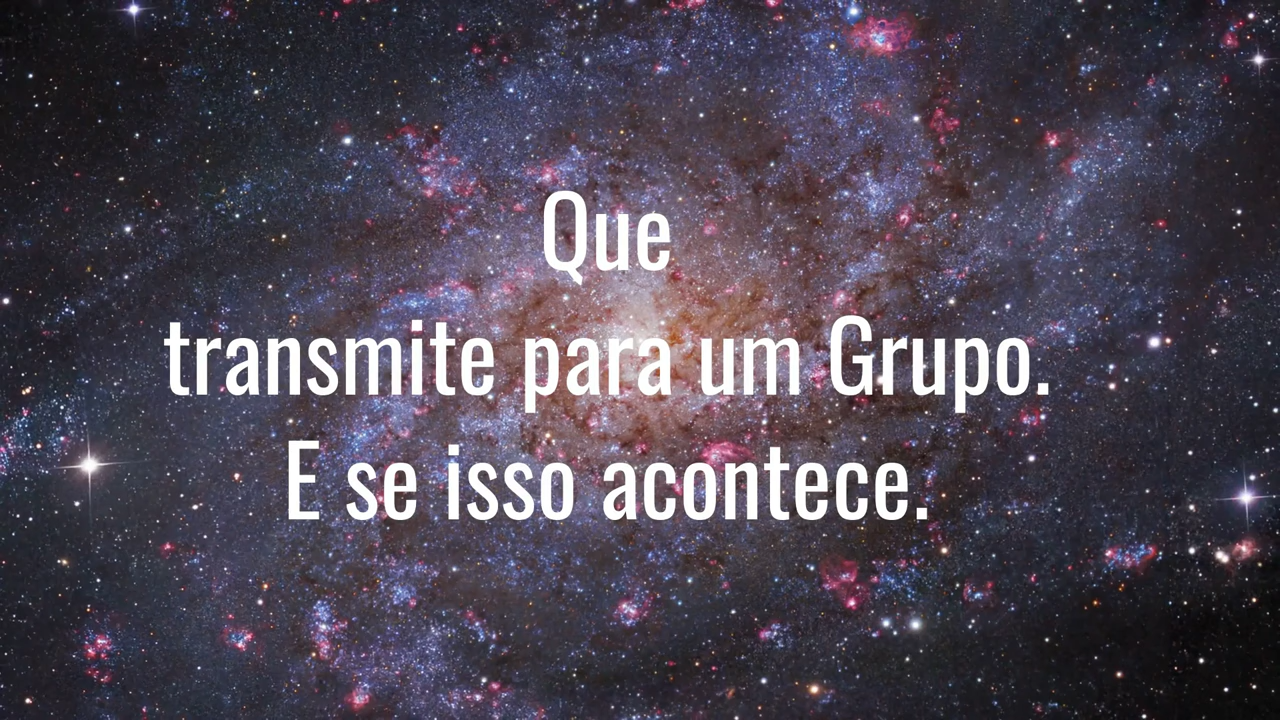 Que
transmite para um Grupo.
E se isso acontece.